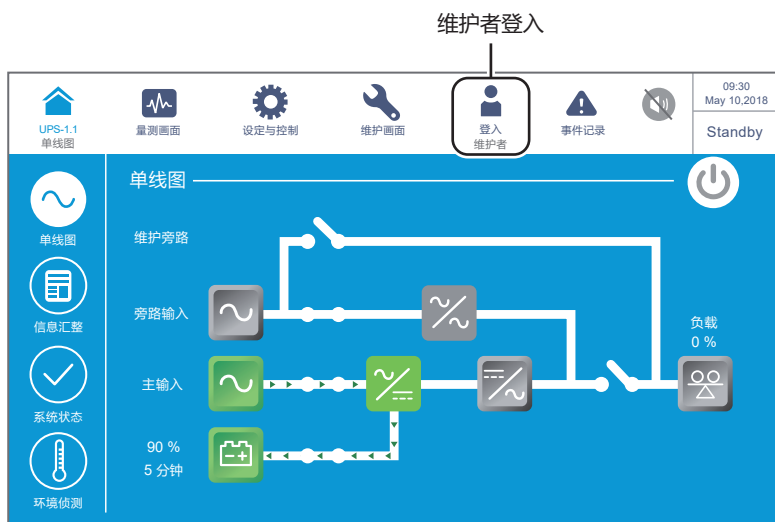 维护者登入
UPS-1.1
单线图
量测画面
设定与控制
维护画面
登入
维护者
事件记录
09:30
May 10,2018
Standby
单线图
单线图
信息汇整
系统状态
环境侦测
维护旁路
旁路输入
主输入
90 %
5 分钟
负载
0 %